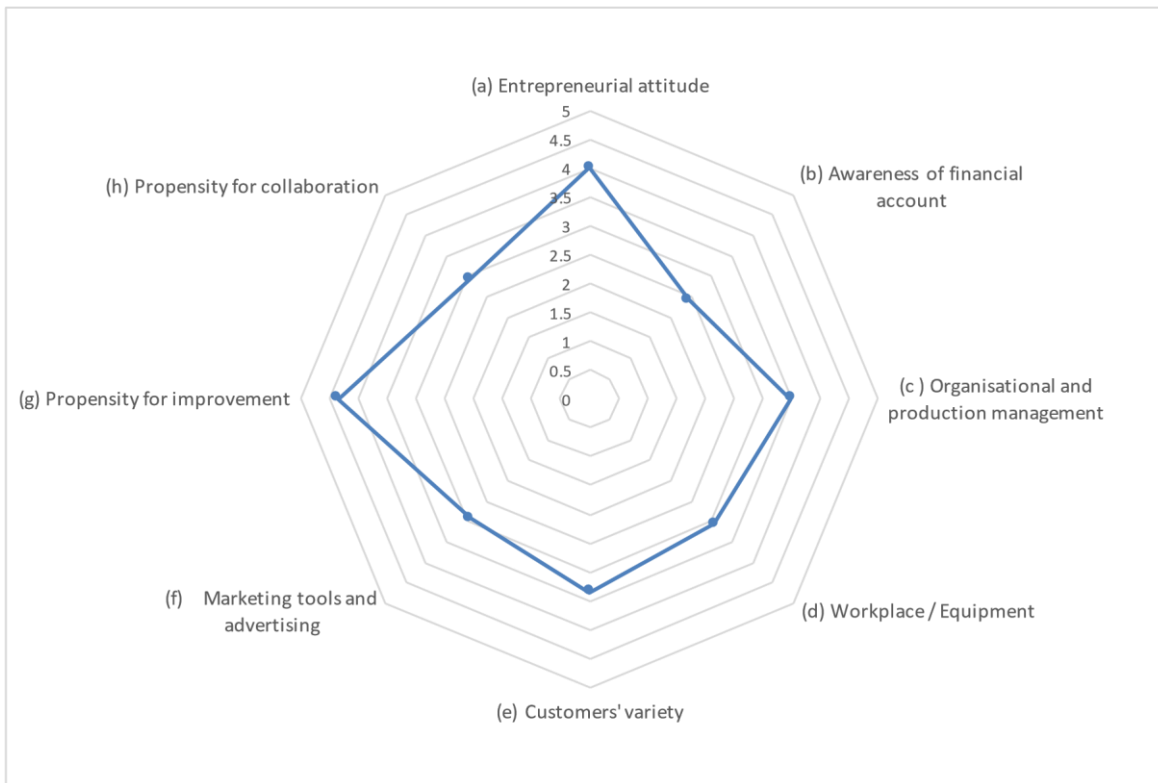 (a) Entrepreneurial attitude
5
4.5
4
3.5
3
2.5
2
1.5
1
0.5
0
(b) Awareness of financial
account
(c ) Organisational and
production management
(d) Workplace / Equipment
(e) Customers' variety
(f) Marketing tools and
advertising
(g) Propensity for improvement
(h) Propensity for collaboration